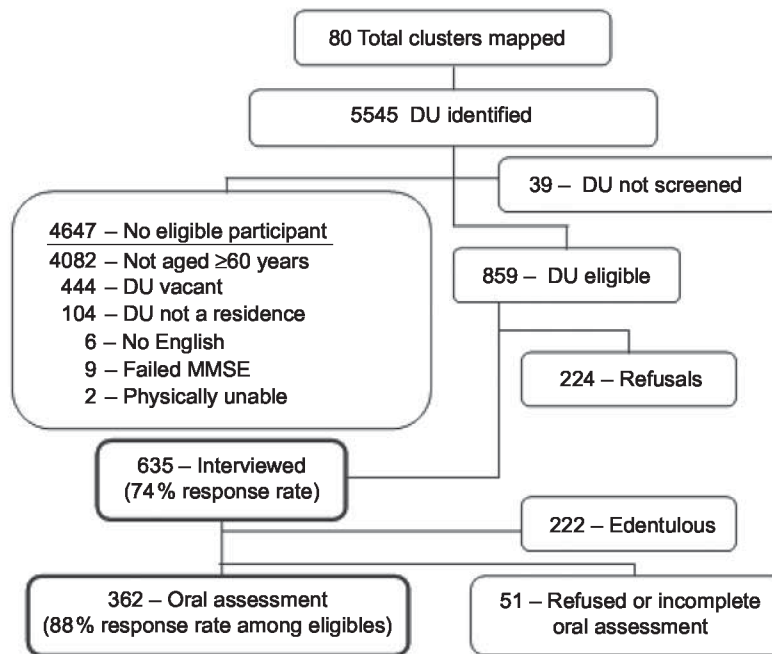 80 Total clusters mapped
5545 DU identified
39 – DU not screened
4647 – No eligible participant
4082 – Not aged ≥60 years
444 – DU vacant
104 – DU not a residence
6 – No English
9 – Failed MMSE
2 – Physically unable
859 – DU eligible
224 – Refusals
635 – Interviewed
(74% response rate)
222 – Edentulous
362 – Oral assessment
(88% response rate among eligibles)
51 – Refused or incomplete
oral assessment